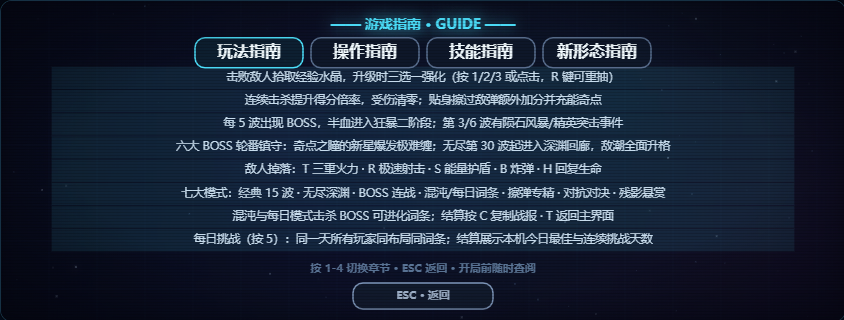 游戏指南 · GUIDE
玩法指南 操作指南 技能指南 新形态指南
击败敌人拾取经验水晶，升级时三选一强化（按 1/2/3 或点击，R 键可重抽）
连续击杀提升得分倍率，受伤清零；贴身擦过敌弹额外加分并充能奇点
每 5 波出现 BOSS，半血进入狂暴二阶段；第 3/6 波有陨石风暴/精英突击事件
六大 BOSS 轮番镇守：奇点之瞳的新星爆发极难缠；无尽第 30 波起进入深渊回廊，敌潮全面升格
敌人掉落：T 三重火力 · R 极速射击 · S 能量护盾 · B 炸弹 · H 回复生命
七大模式：经典 15 波 · 无尽深渊 · BOSS 连战 · 混沌/每日词条 · 擦弹专精 · 对抗对决 · 残影悬赏
混沌与每日模式击杀 BOSS 可进化词条；结算按 C 复制战报 · T 返回主界面
每日挑战（按 5）：同一天所有玩家同布局同词条；结算展示本机今日最佳与连续挑战天数
按 1-4 切换章节 · ESC 返回 · 开局前随时查阅
ESC · 返回